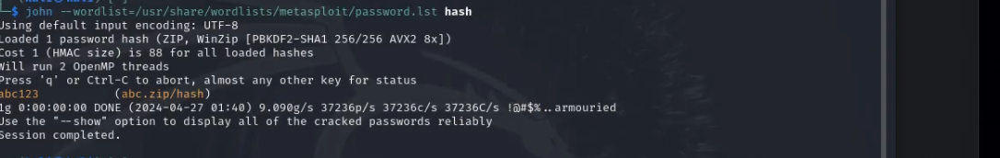 $ john --wordlist=/usr/share/wordlists/metasploit/password.lst hash
Using default input encoding: UTF-8
Loaded 1 password hash (ZIP, WinZip [PBKDF2-SHA1 256/256 AVX2 8x])
Cost 1 (HMAC size) is 88 for all loaded hashes
Will run 2 OpenMP threads
Press 'q' or Ctrl-C to abort, almost any other key for status
abc123 (abc.zip/hash)
1g 0:00:00:00 DONE (2024-04-27 01:40) 9.090g/s 37236p/s 37236c/s 37236C/s !@#$%..armouried
Use the "--show" option to display all of the cracked passwords reliably
Session completed.